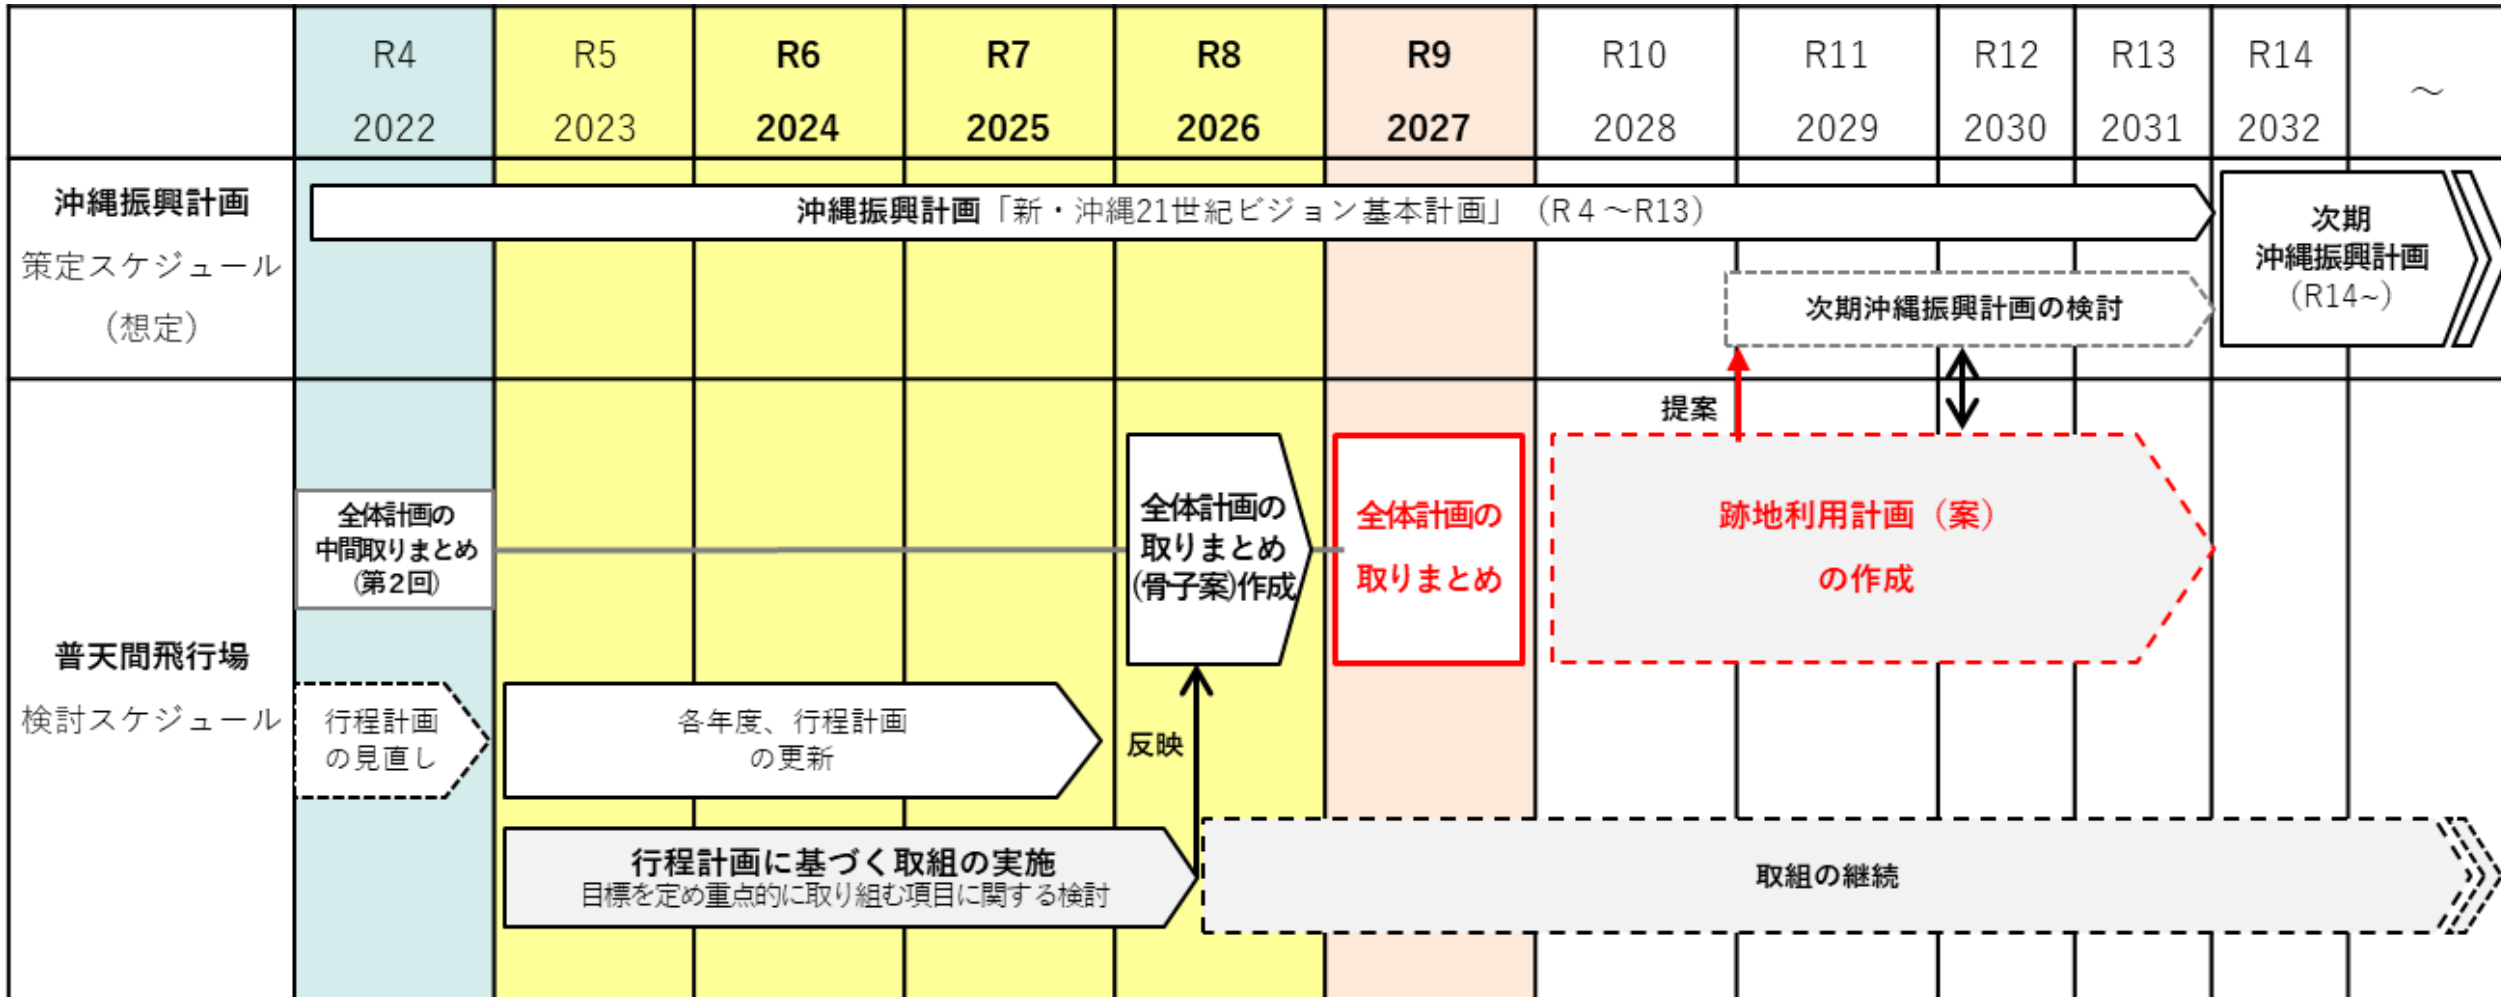 R4
2022
R5
2023
R6
2024
R7
2025
R8
2026
R9
2027
R10
2028
R11
2029
R12
2030
R13
2031
R14
2032
～
沖縄振興計画
策定スケジュール
（想定）
沖縄振興計画「新・沖縄21世紀ビジョン基本計画」（R４～R13）
次期
沖縄振興計画
（R14~）
次期沖縄振興計画の検討
提案
普天間飛行場
検討スケジュール
全体計画の
中間取りまとめ
(第2回)
全体計画の
取りまとめ
(骨子案)作成
全体計画の
取りまとめ
跡地利用計画（案）
の作成
行程計画
の見直し
各年度、行程計画
の更新
反映
行程計画に基づく取組の実施
目標を定め重点的に取り組む項目に関する検討
取組の継続